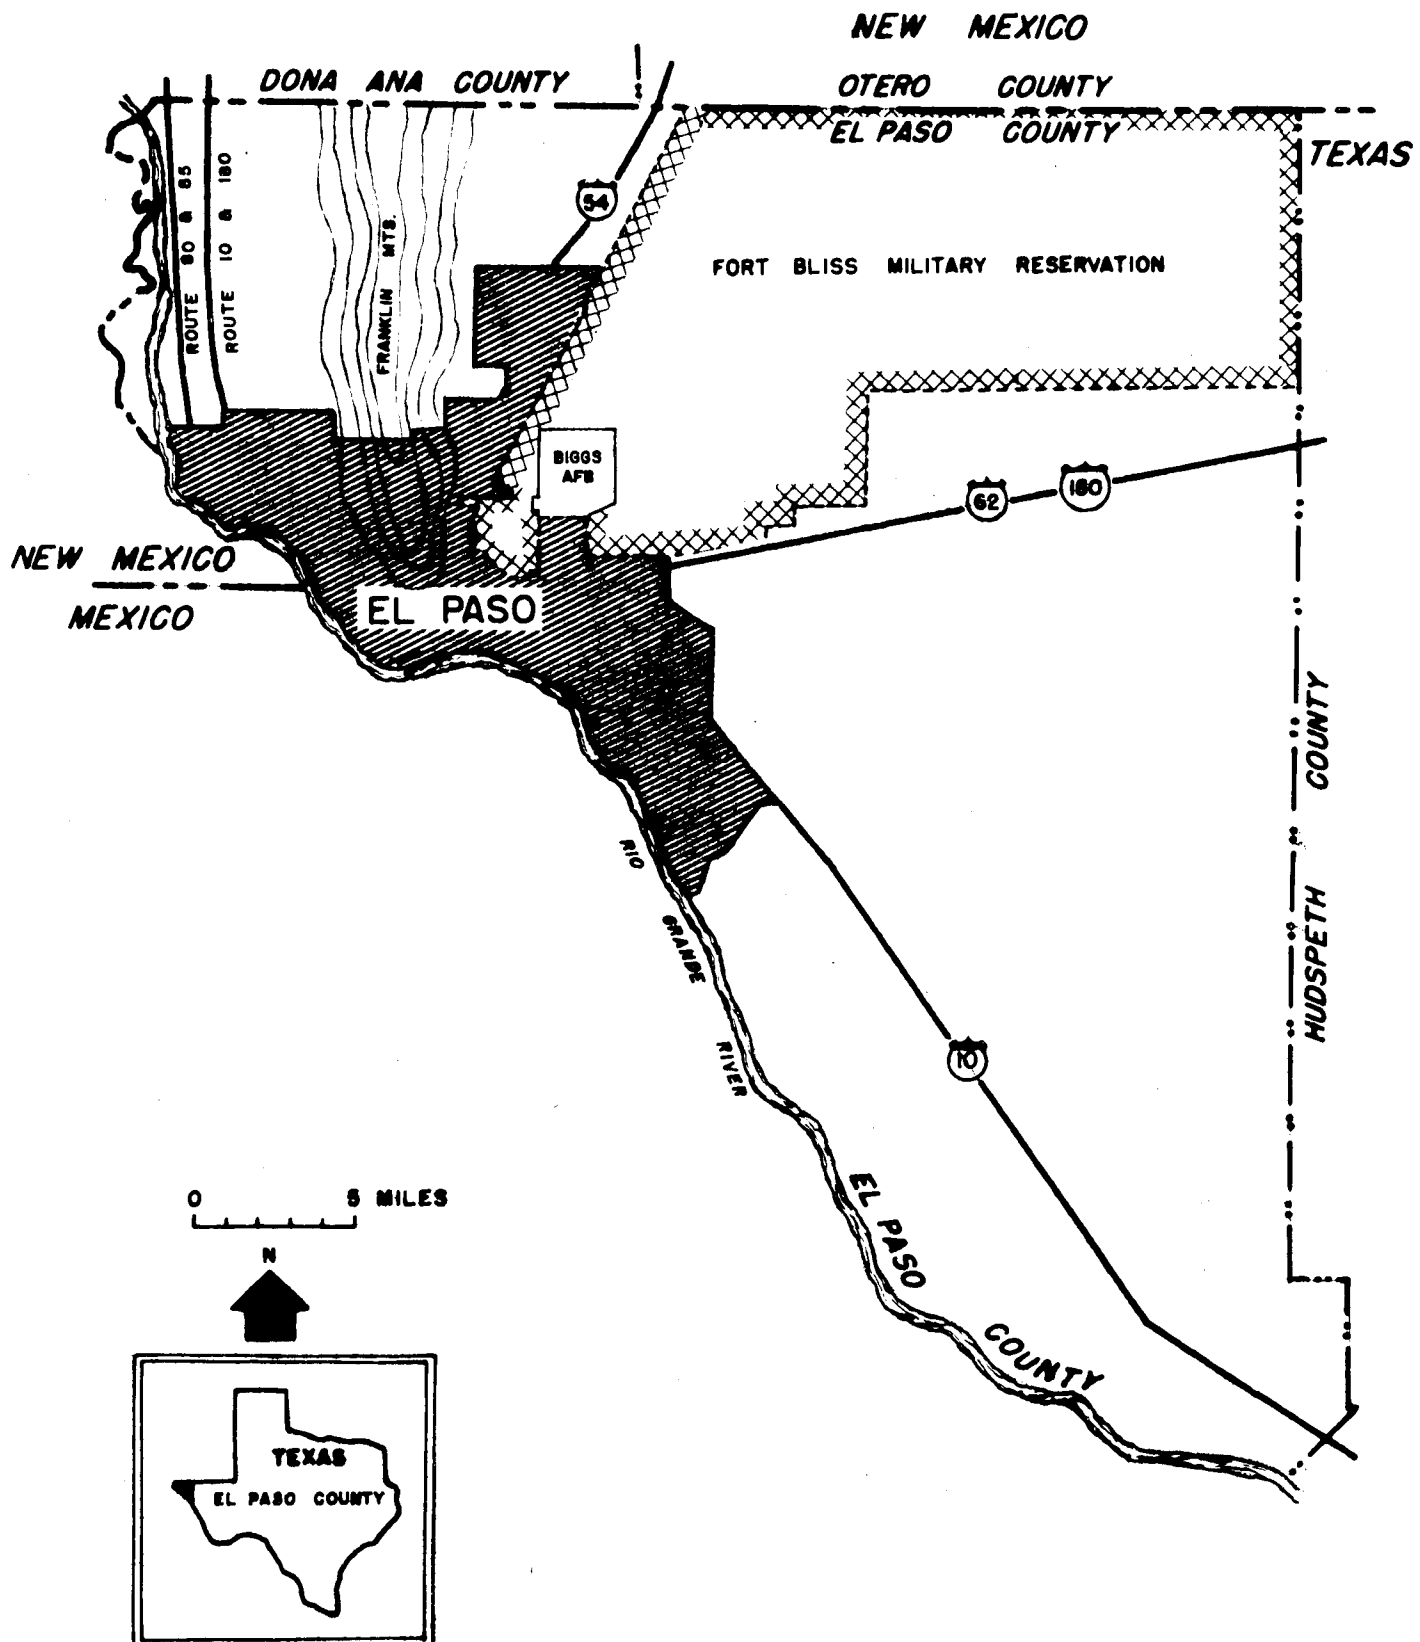 NEW MEXICO
DONA ANA COUNTY
OTERO COUNTY
EL PASO COUNTY
TEXAS
ROUTE 80 & 85
ROUTE 10 & 180
FRANKLIN MTS.
54
FORT BLISS MILITARY RESERVATION
BIGGS
AFB
62
180
NEW MEXICO
MEXICO
EL PASO
HUDSPETH COUNTY
RIO GRANDE RIVER
10
EL PASO COUNTY
0 5 MILES
N
TEXAS
EL PASO COUNTY